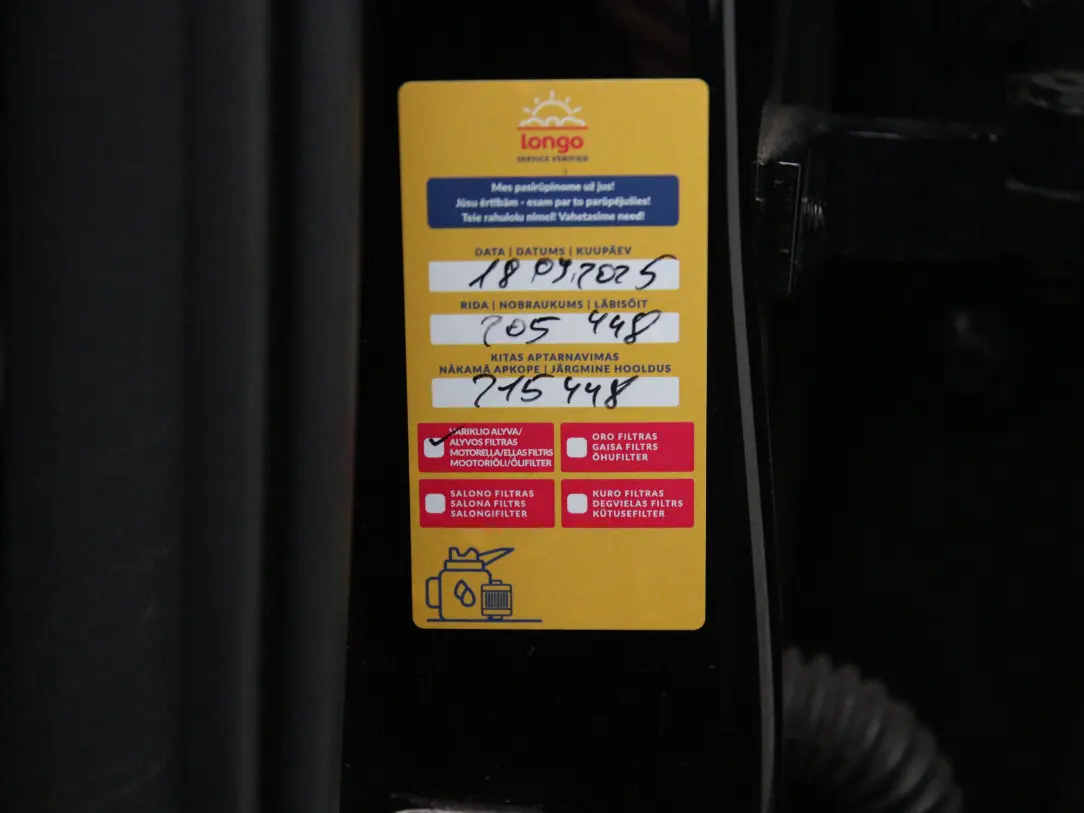 longo
SERVICE VERIFIED
Mes pasirūpinome už jus!
Jūsu ērtībām - esam par to parūpējušies!
Teie rahulolu nimel! Vahetasime need!
DATA | DATUMS | KUUPÄEV
18 09.2025
RIDA | NOBRAUKUMS | LÄBISÕIT
205 448
KITAS APTARNAVIMAS
NĀKAMĀ APKOPE | JÄRGMINE HOOLDUS
215 448
VARIKLIO ALYVA/
ALYVOS FILTRAS
MOTOREĻĻA/EĻĻAS FILTRS
MOOTORIÕLI/ÕLIFILTER
ORO FILTRAS
GAISA FILTRS
ÕHUFILTER
SALONO FILTRAS
SALONA FILTRS
SALONGIFILTER
KURO FILTRAS
DEGVIELAS FILTRS
KÜTUSEFILTER